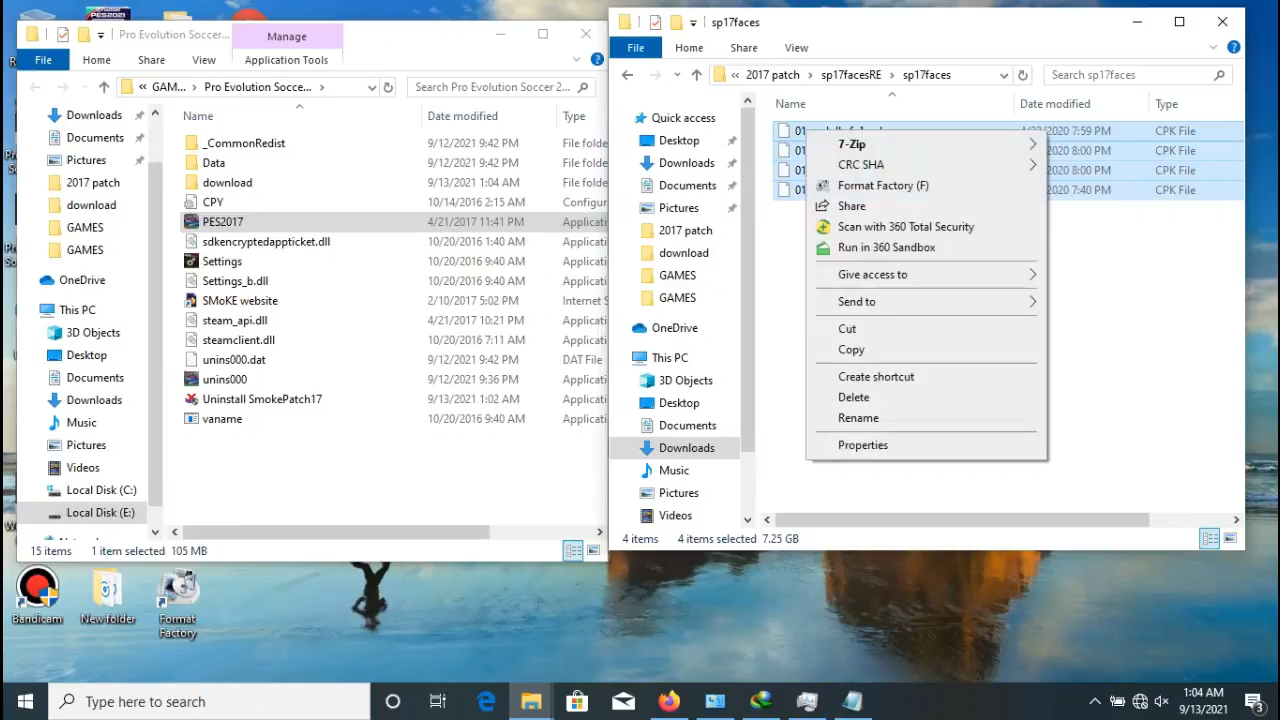 PES2021
Pro Evolution Soccer...
Manage
File
Home
Share
View
Application Tools
GAM...
Pro Evolution Socce...
Search Pro Evolution Soccer 2...
Downloads
Documents
Pictures
2017 patch
download
GAMES
GAMES
OneDrive
This PC
3D Objects
Desktop
Documents
Downloads
Music
Pictures
Videos
Local Disk (C:)
Local Disk (E:)
Name
Date modified
Type
_CommonRedist
9/12/2021 9:42 PM
File folde
Data
9/12/2021 9:42 PM
File folde
download
9/13/2021 1:04 AM
File folde
CPY
10/14/2016 2:15 AM
Configur
PES2017
4/21/2017 11:41 PM
Applicati
sdkencryptedappticket.dll
10/20/2016 1:40 AM
Applicati
Settings
10/20/2016 9:40 AM
Applicati
Settings_b.dll
10/20/2016 9:40 AM
Applicati
SMoKE website
2/10/2017 5:02 PM
Internet S
steam_api.dll
4/21/2017 10:21 PM
Applicati
steamclient.dll
10/20/2016 7:11 AM
Applicati
unins000.dat
9/12/2021 9:42 PM
DAT File
unins000
9/12/2021 9:36 PM
Applicati
Uninstall SmokePatch17
9/13/2021 1:02 AM
Applicati
vaname
10/20/2016 9:40 AM
Applicati
15 items
1 item selected 105 MB
sp17faces
File
Home
Share
View
2017 patch
sp17facesRE
sp17faces
Search sp17faces
Quick access
Desktop
Downloads
Documents
Pictures
2017 patch
download
GAMES
GAMES
OneDrive
This PC
3D Objects
Desktop
Documents
Downloads
Music
Pictures
Videos
Name
Date modified
Type
2020 7:59 PM
CPK File
2020 8:00 PM
CPK File
2020 8:00 PM
CPK File
2020 7:40 PM
CPK File
7-Zip
CRC SHA
Format Factory (F)
Share
Scan with 360 Total Security
Run in 360 Sandbox
Give access to
Send to
Cut
Copy
Create shortcut
Delete
Rename
Properties
4 items
4 items selected 7.25 GB
Bandicam
New folder
Format
Factory
Type here to search
1:04 AM
9/13/2021
3